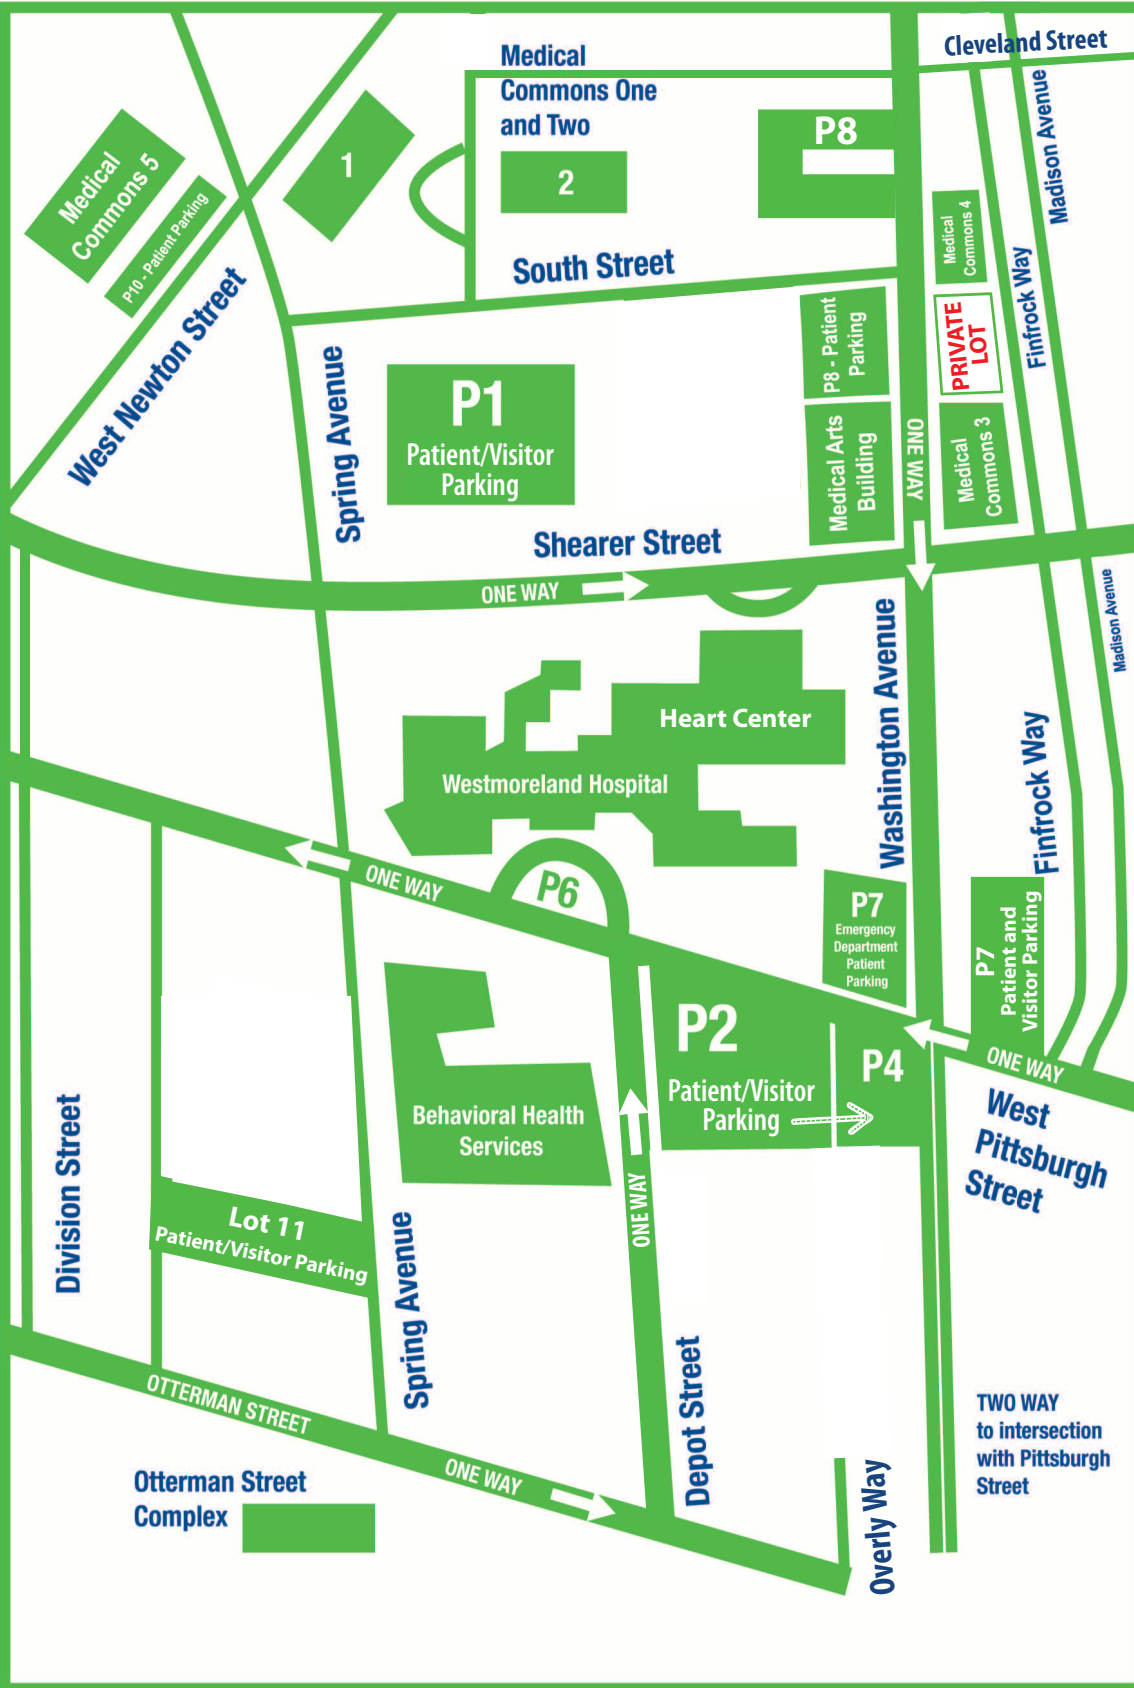 Cleveland Street
Medical
Commons One
and Two
P8
Madison Avenue
Medical
Commons 5
1
2
P10 - Patient Parking
Medical
Commons 4
South Street
West Newton Street
Finfrock Way
PRIVATE
LOT
P8 - Patient
Parking
Spring Avenue
P1
Patient/Visitor
Parking
Medical Arts
Building
ONE WAY
Medical
Commons 3
Shearer Street
ONE WAY
Madison Avenue
Washington Avenue
Heart Center
Westmoreland Hospital
Finfrock Way
ONE WAY
P6
P7
Emergency
Department
Patient
Parking
P7
Patient and
Visitor Parking
P2
Patient/Visitor
Parking
P4
ONE WAY
West
Pittsburgh
Street
Behavioral Health
Services
ONE WAY
Division Street
Lot 11
Patient/Visitor Parking
Spring Avenue
Depot Street
OTTERMAN STREET
ONE WAY
TWO WAY
to intersection
with Pittsburgh
Street
Otterman Street
Complex
Overly Way